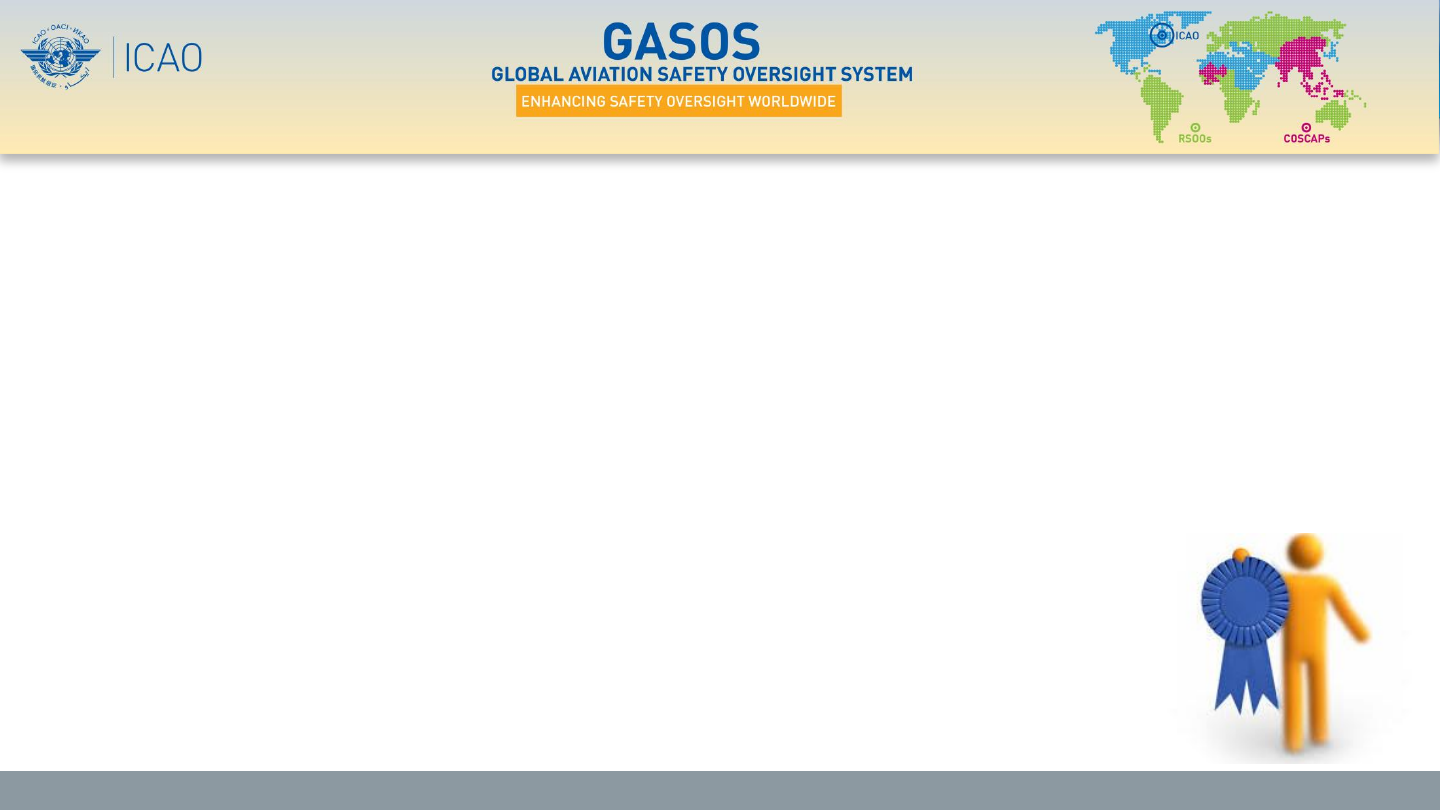 ICAO · OACI · ИКАО
ICAO
GASOS
GLOBAL AVIATION SAFETY OVERSIGHT SYSTEM
ENHANCING SAFETY OVERSIGHT WORLDWIDE
ICAO
RSOOs
COSCAPs